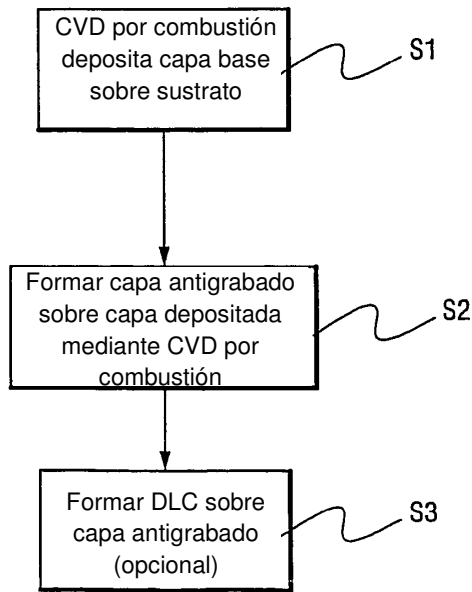 CVD por combustión
deposita capa base
sobre sustrato
S1
Formar capa antigrabado
sobre capa depositada
mediante CVD por
combustión
S2
Formar DLC sobre
capa antigrabado
(opcional)
S3